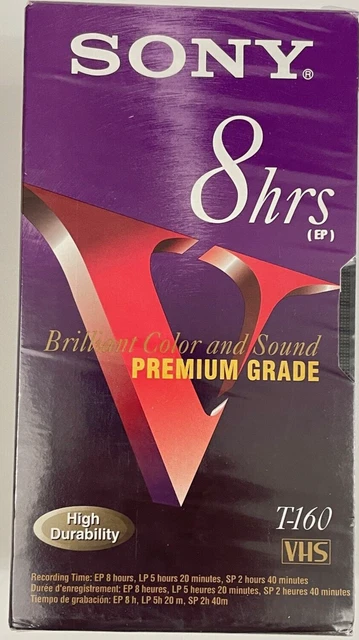 SONY®
8hrs
(EP)
V
Brilliant Color and Sound
PREMIUM GRADE
High
Durability
T-160
VHS
Recording Time: EP 8 hours, LP 5 hours 20 minutes, SP 2 hours 40 minutes
Durée d'enregistrement: EP 8 heures, LP 5 heures 20 minutes, SP 2 heures 40 minutes
Tiempo de grabación: EP 8 h, LP 5h 20 m, SP 2h 40m